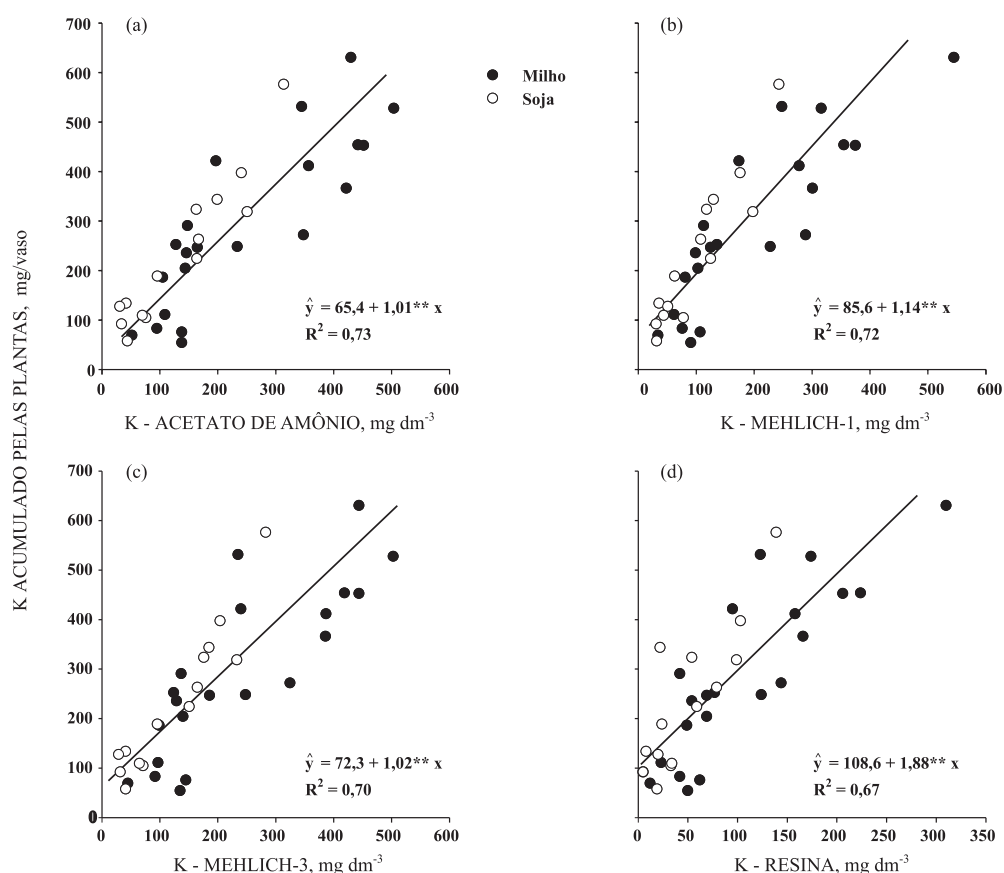 K ACUMULADO PELAS PLANTAS, mg/vaso
(a)
700
600
500
400
300
200
100
0
0 100 200 300 400 500 600
ŷ = 65,4 + 1,01** x
R² = 0,73
K - ACETATO DE AMÔNIO, mg dm⁻³
Milho
Soja
(b)
0 100 200 300 400 500 600
ŷ = 85,6 + 1,14** x
R² = 0,72
K - MEHLICH-1, mg dm⁻³
(c)
700
600
500
400
300
200
100
0
0 100 200 300 400 500 600
ŷ = 72,3 + 1,02** x
R² = 0,70
K - MEHLICH-3, mg dm⁻³
(d)
0 50 100 150 200 250 300 350
ŷ = 108,6 + 1,88** x
R² = 0,67
K - RESINA, mg dm⁻³